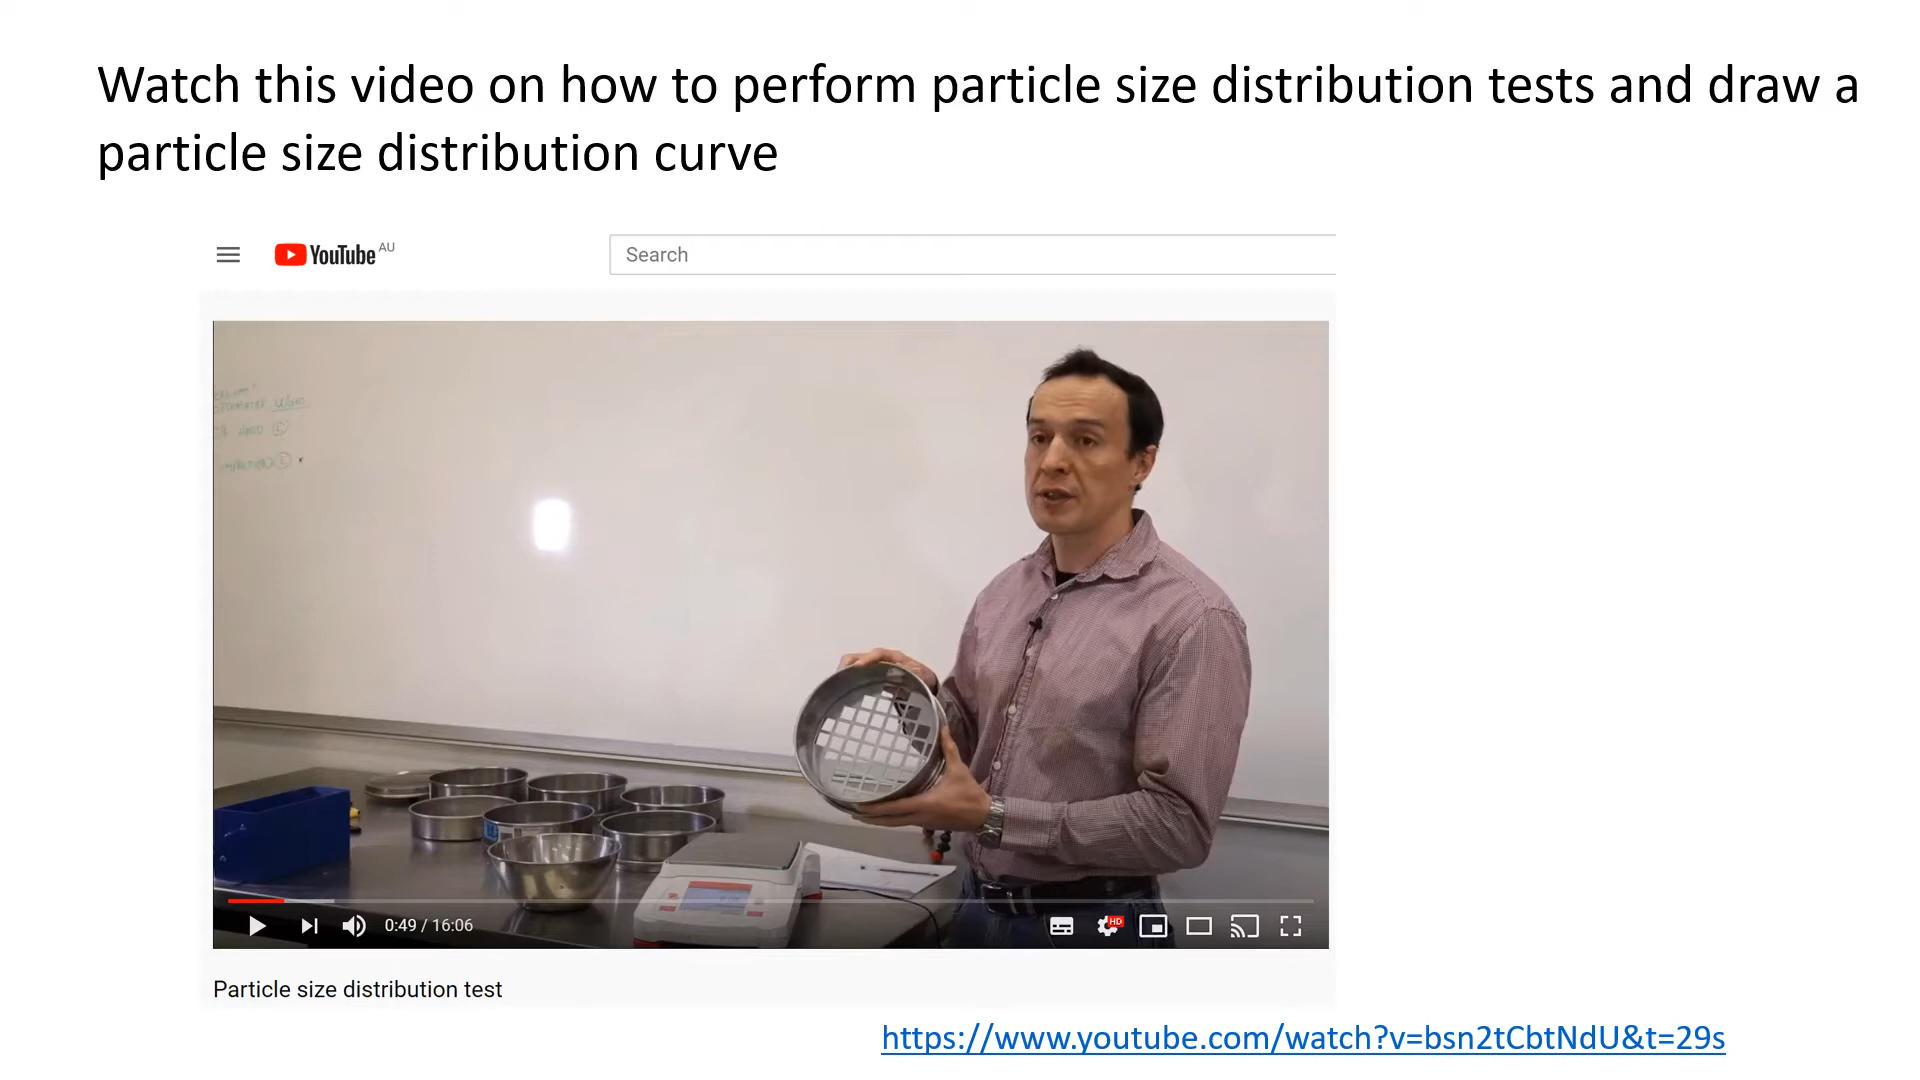 Watch this video on how to perform particle size distribution tests and draw a
particle size distribution curve
YouTube AU
Search
0:49 / 16:06
HD
Particle size distribution test
https://www.youtube.com/watch?v=bsn2tCbtNdU&t=29s